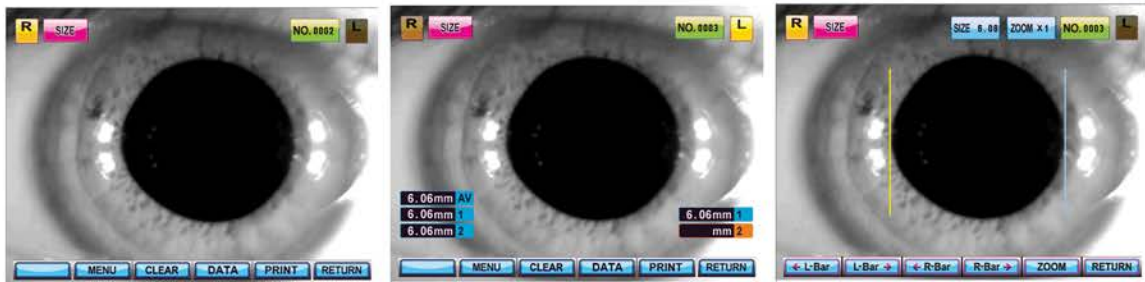 R SIZE NO.0002 L
MENU CLEAR DATA PRINT RETURN
R SIZE NO.0003 L
6.06mm AV
6.06mm 1
6.06mm 2
6.06mm 1
mm 2
MENU CLEAR DATA PRINT RETURN
R SIZE SIZE 6.00 ZOOM X1 NO.0003 L
← L-Bar L-Bar → ← R-Bar R-Bar → ZOOM RETURN